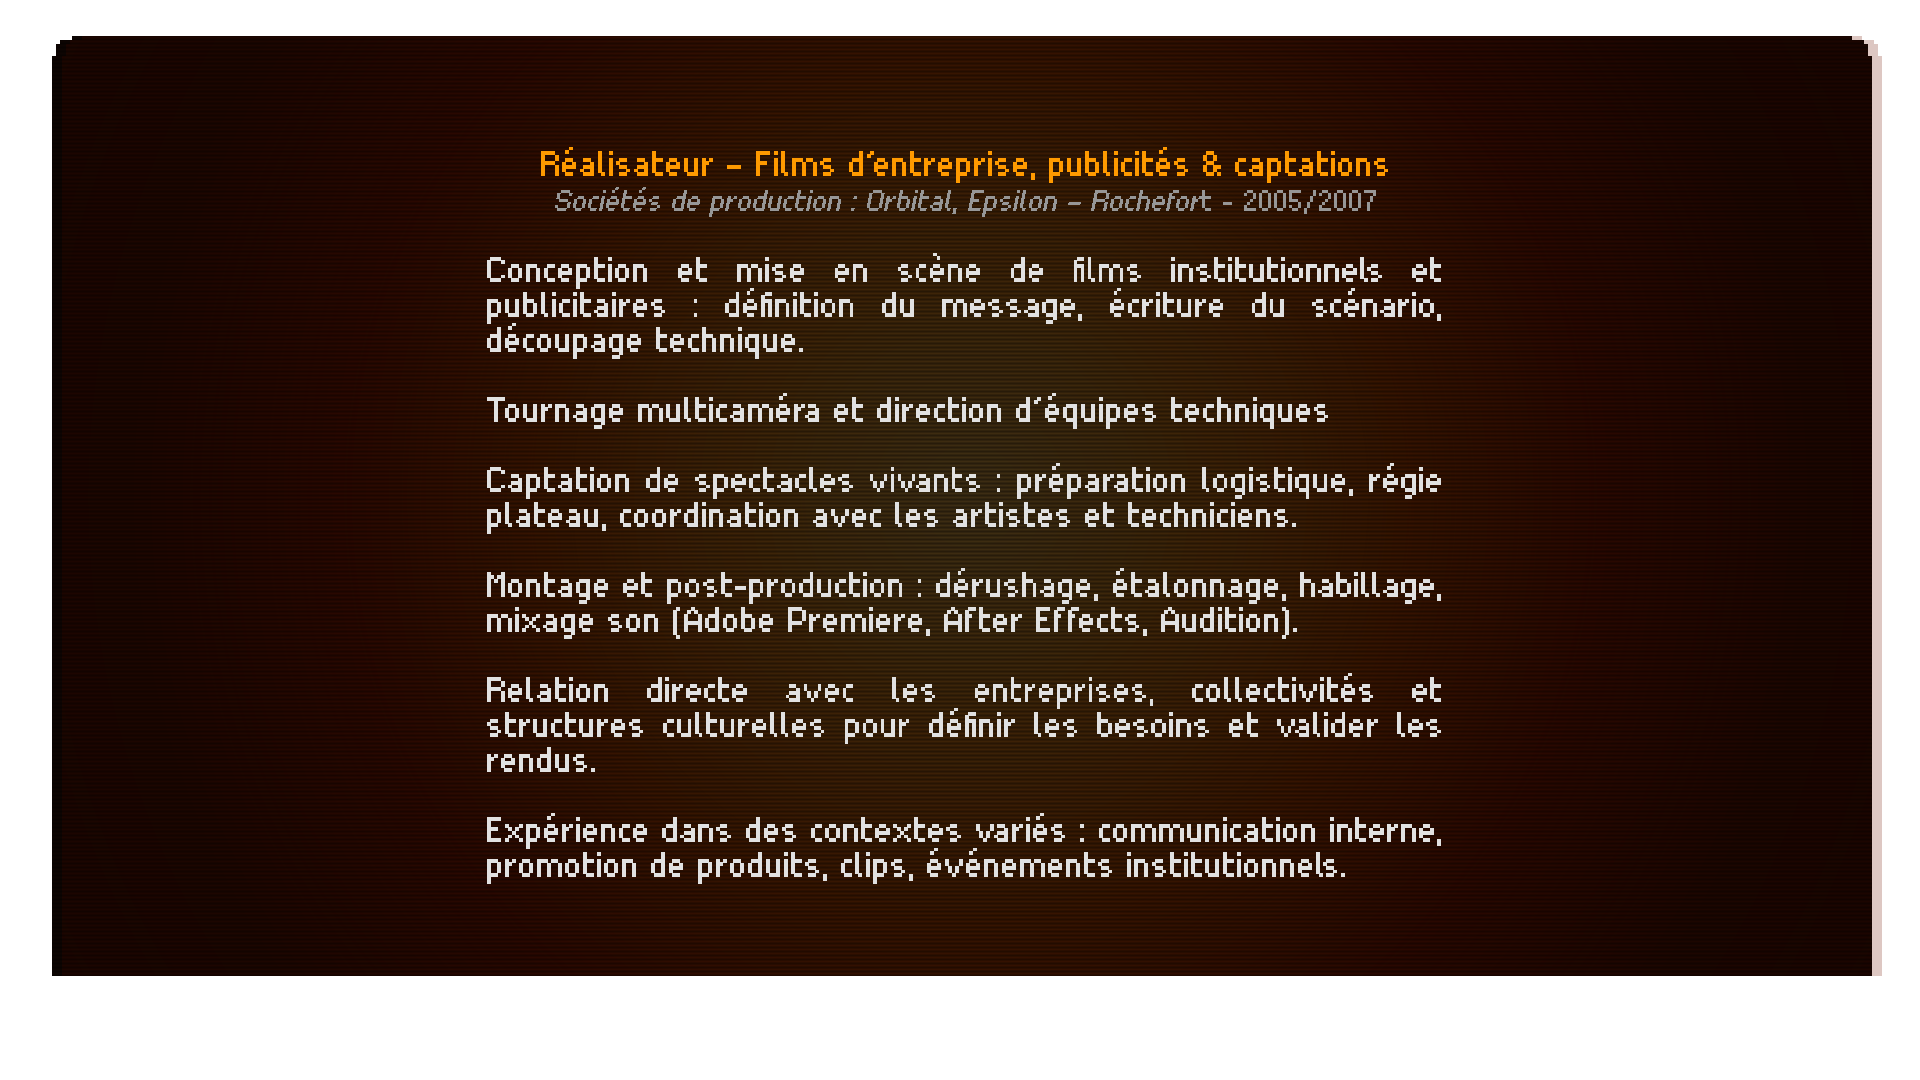 Réalisateur – Films d'entreprise, publicités & captations
Sociétés de production : Orbital, Epsilon – Rochefort - 2005/2007
Conception et mise en scène de films institutionnels et
publicitaires : définition du message, écriture du scénario,
découpage technique.
Tournage multicaméra et direction d'équipes techniques
Captation de spectacles vivants : préparation logistique, régie
plateau, coordination avec les artistes et techniciens.
Montage et post-production : dérushage, étalonnage, habillage,
mixage son (Adobe Premiere, After Effects, Audition).
Relation directe avec les entreprises, collectivités et
structures culturelles pour définir les besoins et valider les
rendus.
Expérience dans des contextes variés : communication interne,
promotion de produits, clips, événements institutionnels.